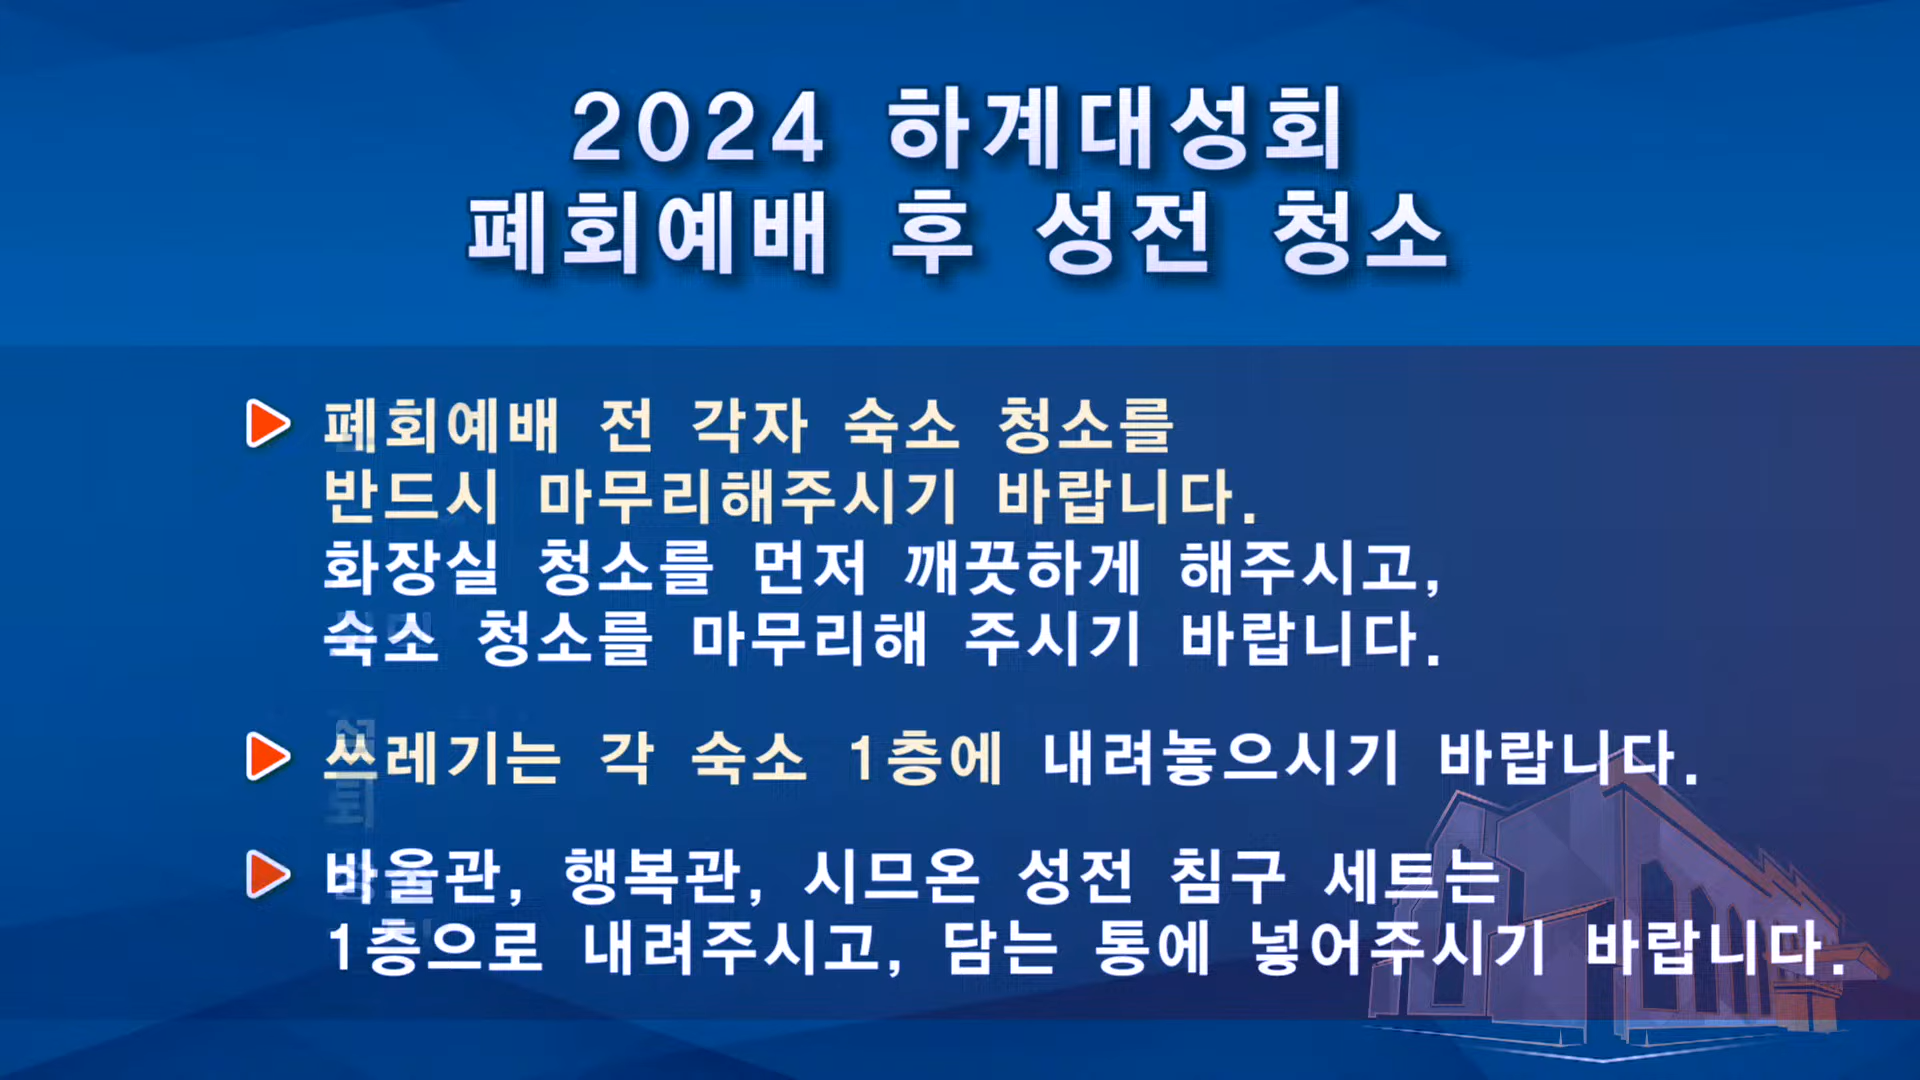 2024 하계대성회
폐회예배 후 성전 청소
폐회예배 전 각자 숙소 청소를
반드시 마무리해주시기 바랍니다.
화장실 청소를 먼저 깨끗하게 해주시고,
숙소 청소를 마무리해 주시기 바랍니다.
쓰레기는 각 숙소 1층에 내려놓으시기 바랍니다.
바울관, 행복관, 시므온 성전 침구 세트는
1층으로 내려주시고, 담는 통에 넣어주시기 바랍니다.